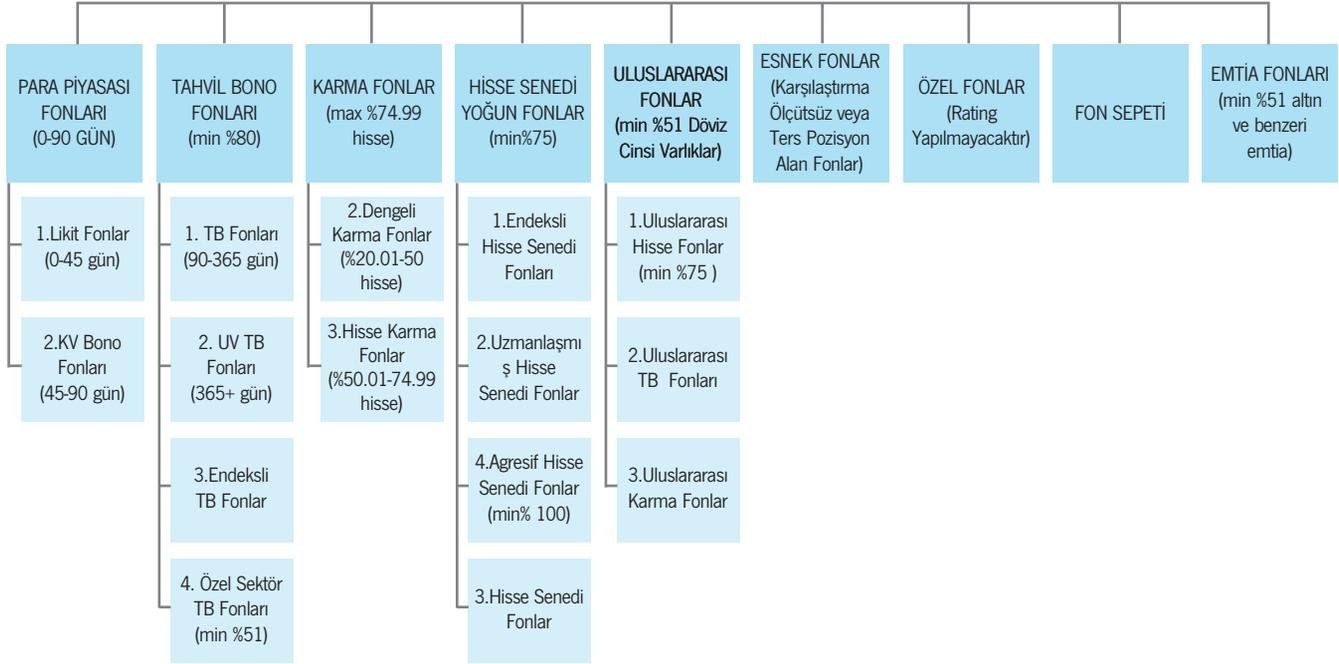 PARA PİYASASI
FONLARI
(0-90 GÜN)
TAHVİL BONO
FONLARI
(min %80)
KARMA FONLAR
(max %74.99
hisse)
HİSSE SENEDİ
YOĞUN FONLAR
(min%75)
ULUSLARARASI
FONLAR
(min %51 Döviz
Cinsi Varlıklar)
ESNEK FONLAR
(Karşılaştırma
Ölçütsüz veya
Ters Pozisyon
Alan Fonlar)
ÖZEL FONLAR
(Rating
Yapılmayacaktır)
FON SEPETİ
EMTİA FONLARI
(min %51 altın
ve benzeri
emtia)
1.Likit Fonlar
(0-45 gün)
2.KV Bono
Fonları
(45-90 gün)
1. TB Fonları
(90-365 gün)
2. UV TB
Fonları
(365+ gün)
3.Endeksli
TB Fonlar
4. Özel Sektör
TB Fonları
(min %51)
2.Dengeli
Karma Fonlar
(%20.01-50
hisse)
3.Hisse Karma
Fonlar
(%50.01-74.99
hisse)
1.Endeksli
Hisse Senedi
Fonları
2.Uzmanlaşmı
ş Hisse
Senedi Fonlar
4.Agresif Hisse
Senedi Fonlar
(min% 100)
3.Hisse Senedi
Fonlar
1.Uluslararası
Hisse Fonlar
(min %75 )
2.Uluslararası
TB Fonları
3.Uluslararası
Karma Fonlar